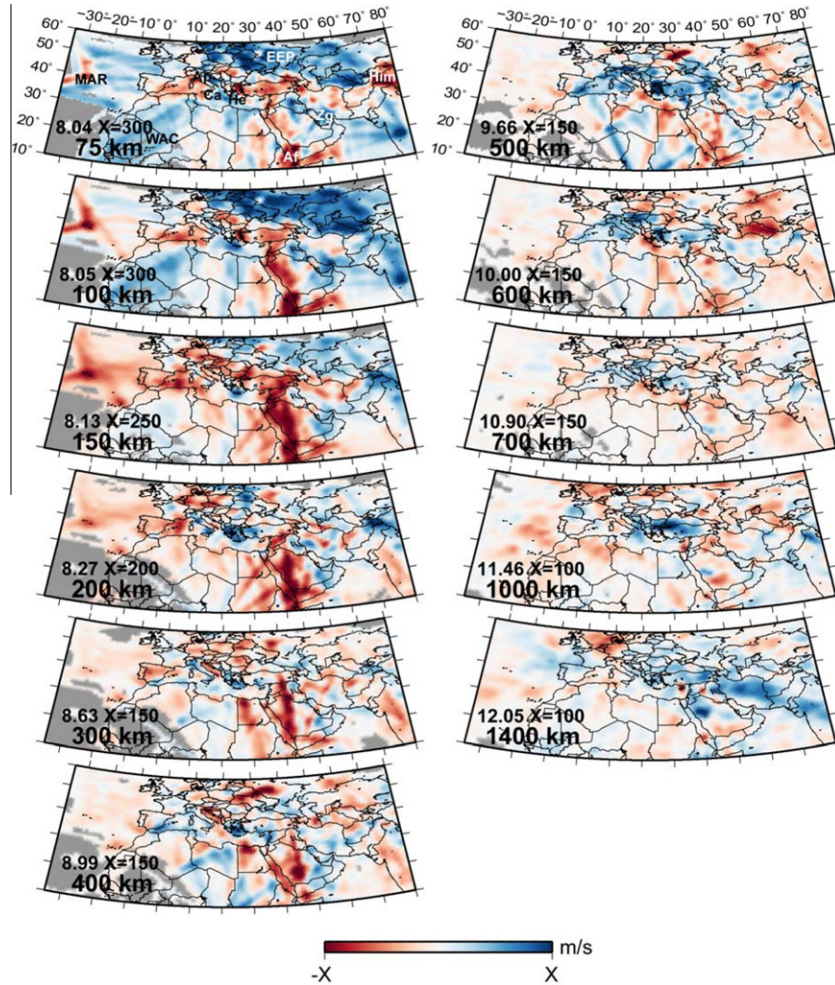 −30° −20° −10° 0° 10° 20° 30° 40° 50° 60° 70° 80°
60°
50°
40°
30°
20°
10°
EEP
MAR
Him
Ca
He
Zg
WAC
Af
8.04 X=300
75 km
8.05 X=300
100 km
8.13 X=250
150 km
8.27 X=200
200 km
8.63 X=150
300 km
8.99 X=150
400 km
−30° −20° −10° 0° 10° 20° 30° 40° 50° 60° 70° 80°
60°
50°
40°
30°
20°
10°
9.66 X=150
500 km
10.00 X=150
600 km
10.90 X=150
700 km
11.46 X=100
1000 km
12.05 X=100
1400 km
m/s
-X X